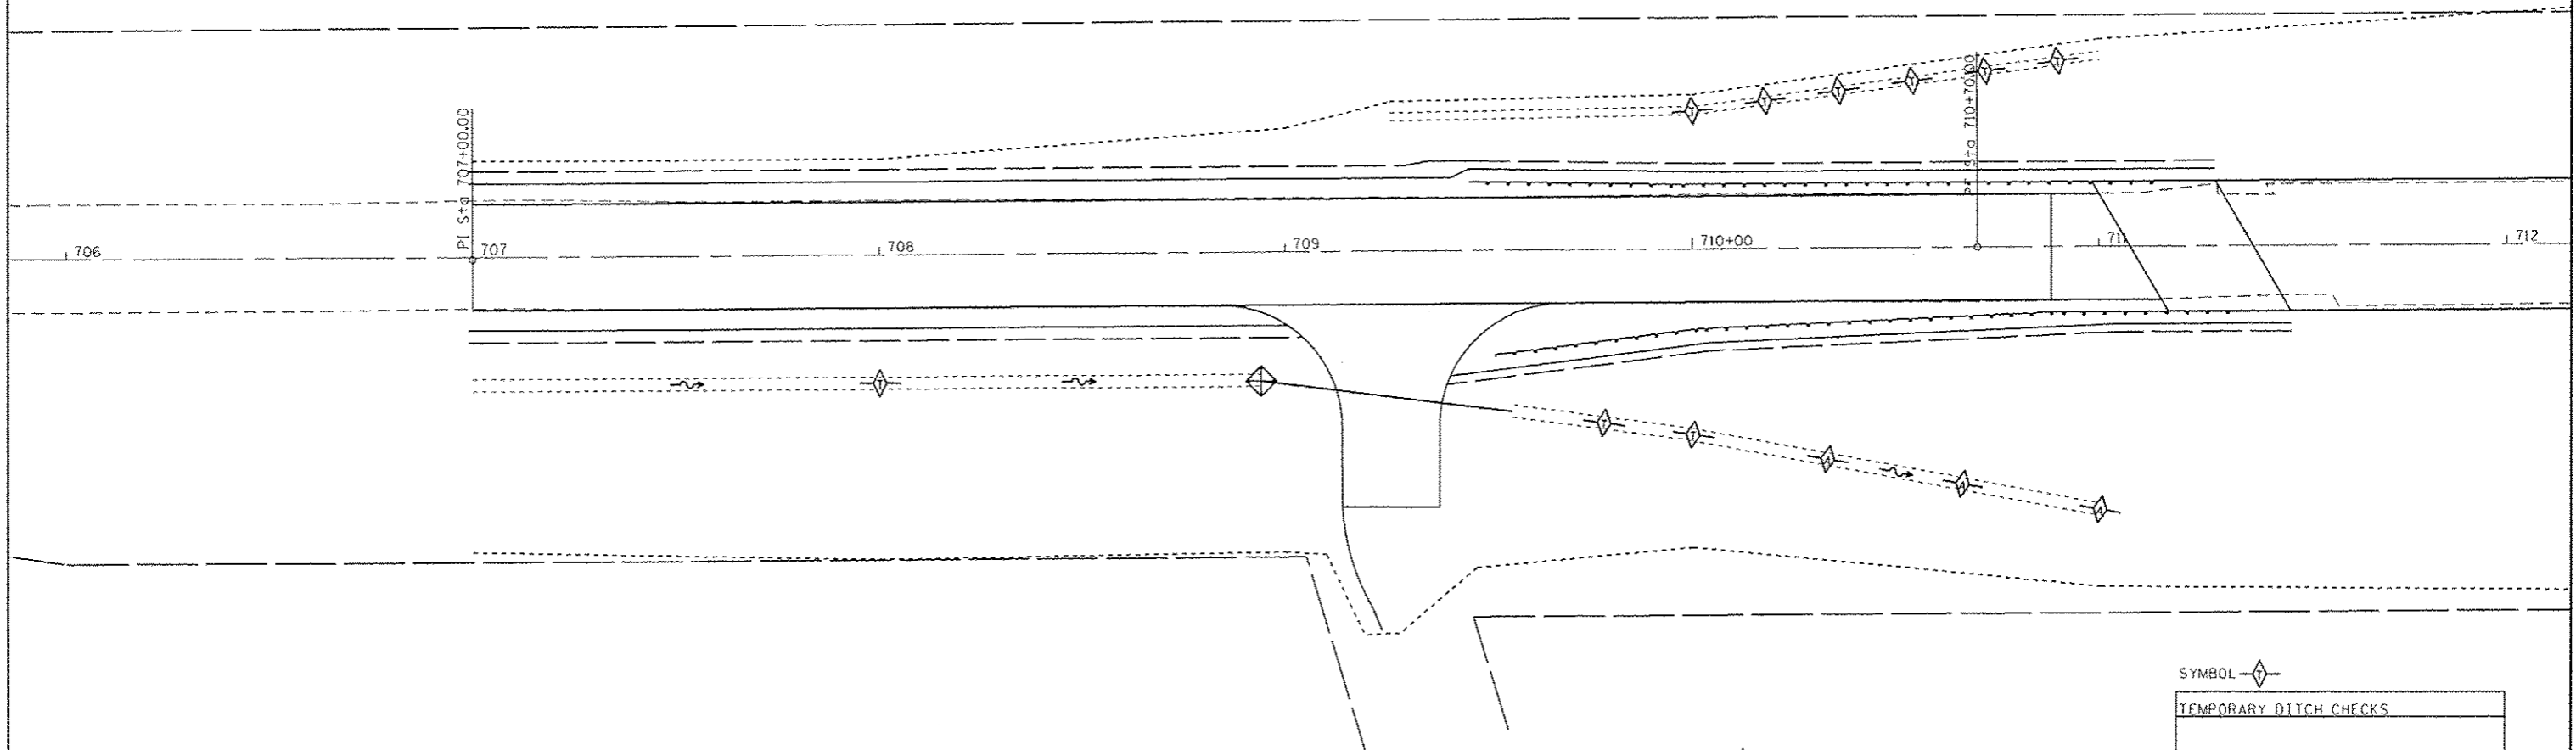 PI Sta 707+00.00
PI Sta 710+70.00
706
707
708
709
710+00
711
712
T
T
T
T
T
T
T
T
T
A
A
A
SYMBOL T
TEMPORARY DITCH CHECKS